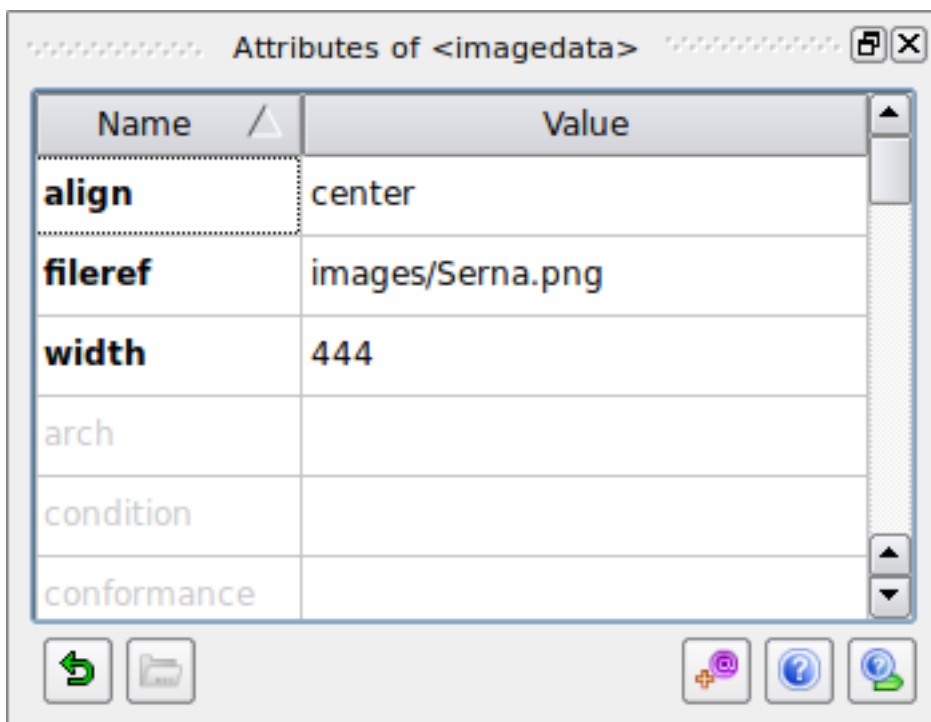 Attributes of <imagedata>
Name Value
align center
fileref images/Serna.png
width 444
arch
condition
conformance